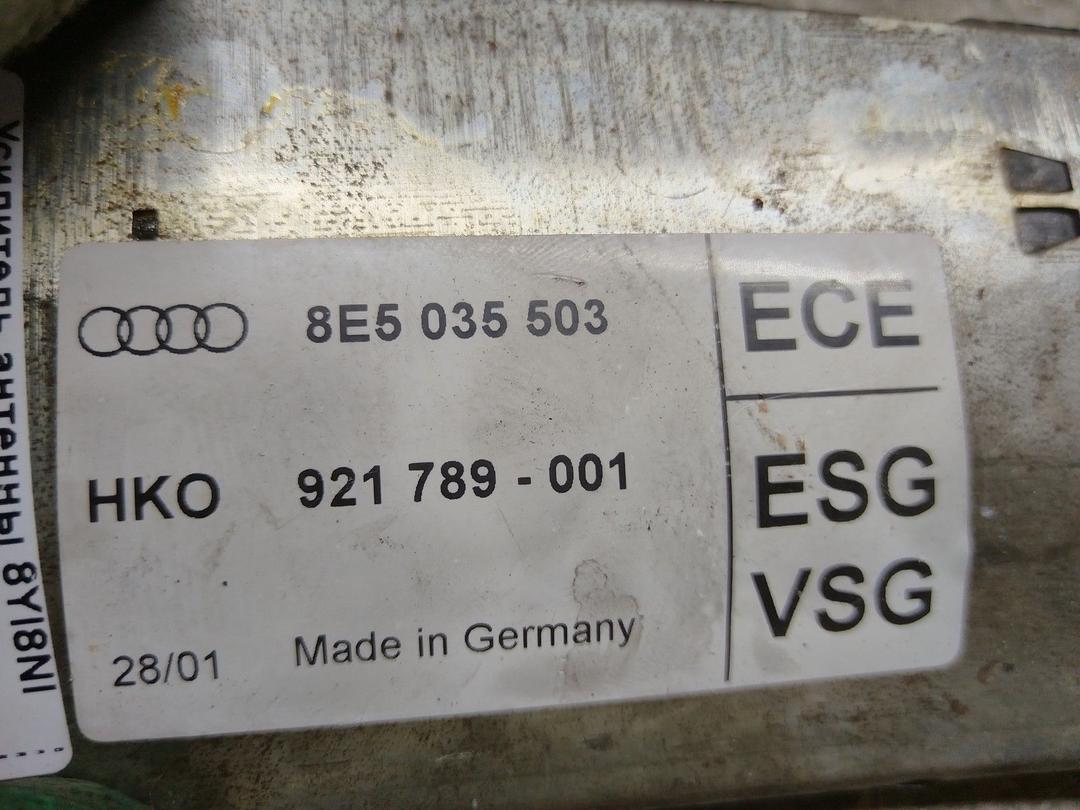 8E5 035 503
HKO 921 789 - 001
28/01 Made in Germany
ECE
ESG
VSG
Усилитель антенны 8YI8NI